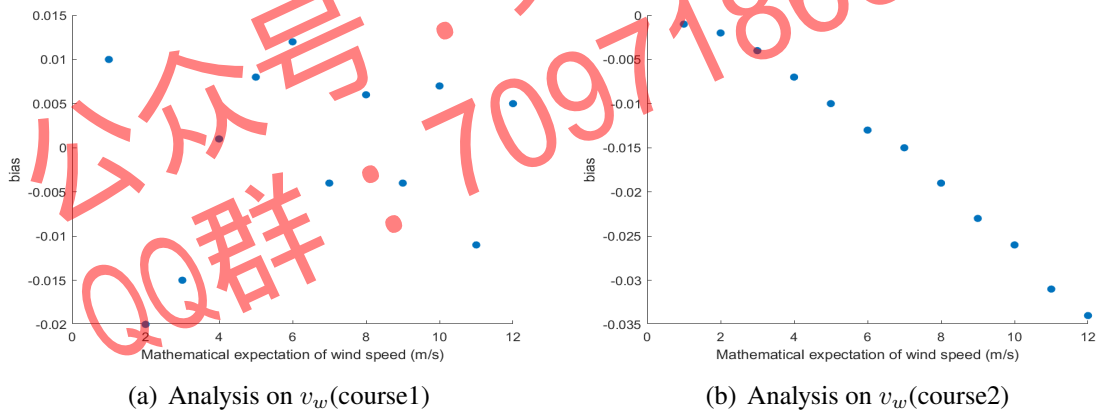 0.015
0.01
0.005
0
-0.005
-0.01
-0.015
-0.02
bias
0 2 4 6 8 10 12
Mathematical expectation of wind speed (m/s)
(a) Analysis on v_w(course1)
0
-0.005
-0.01
-0.015
-0.02
-0.025
-0.03
-0.035
bias
0 2 4 6 8 10 12
Mathematical expectation of wind speed (m/s)
(b) Analysis on v_w(course2)
公众号：
QQ群：709718